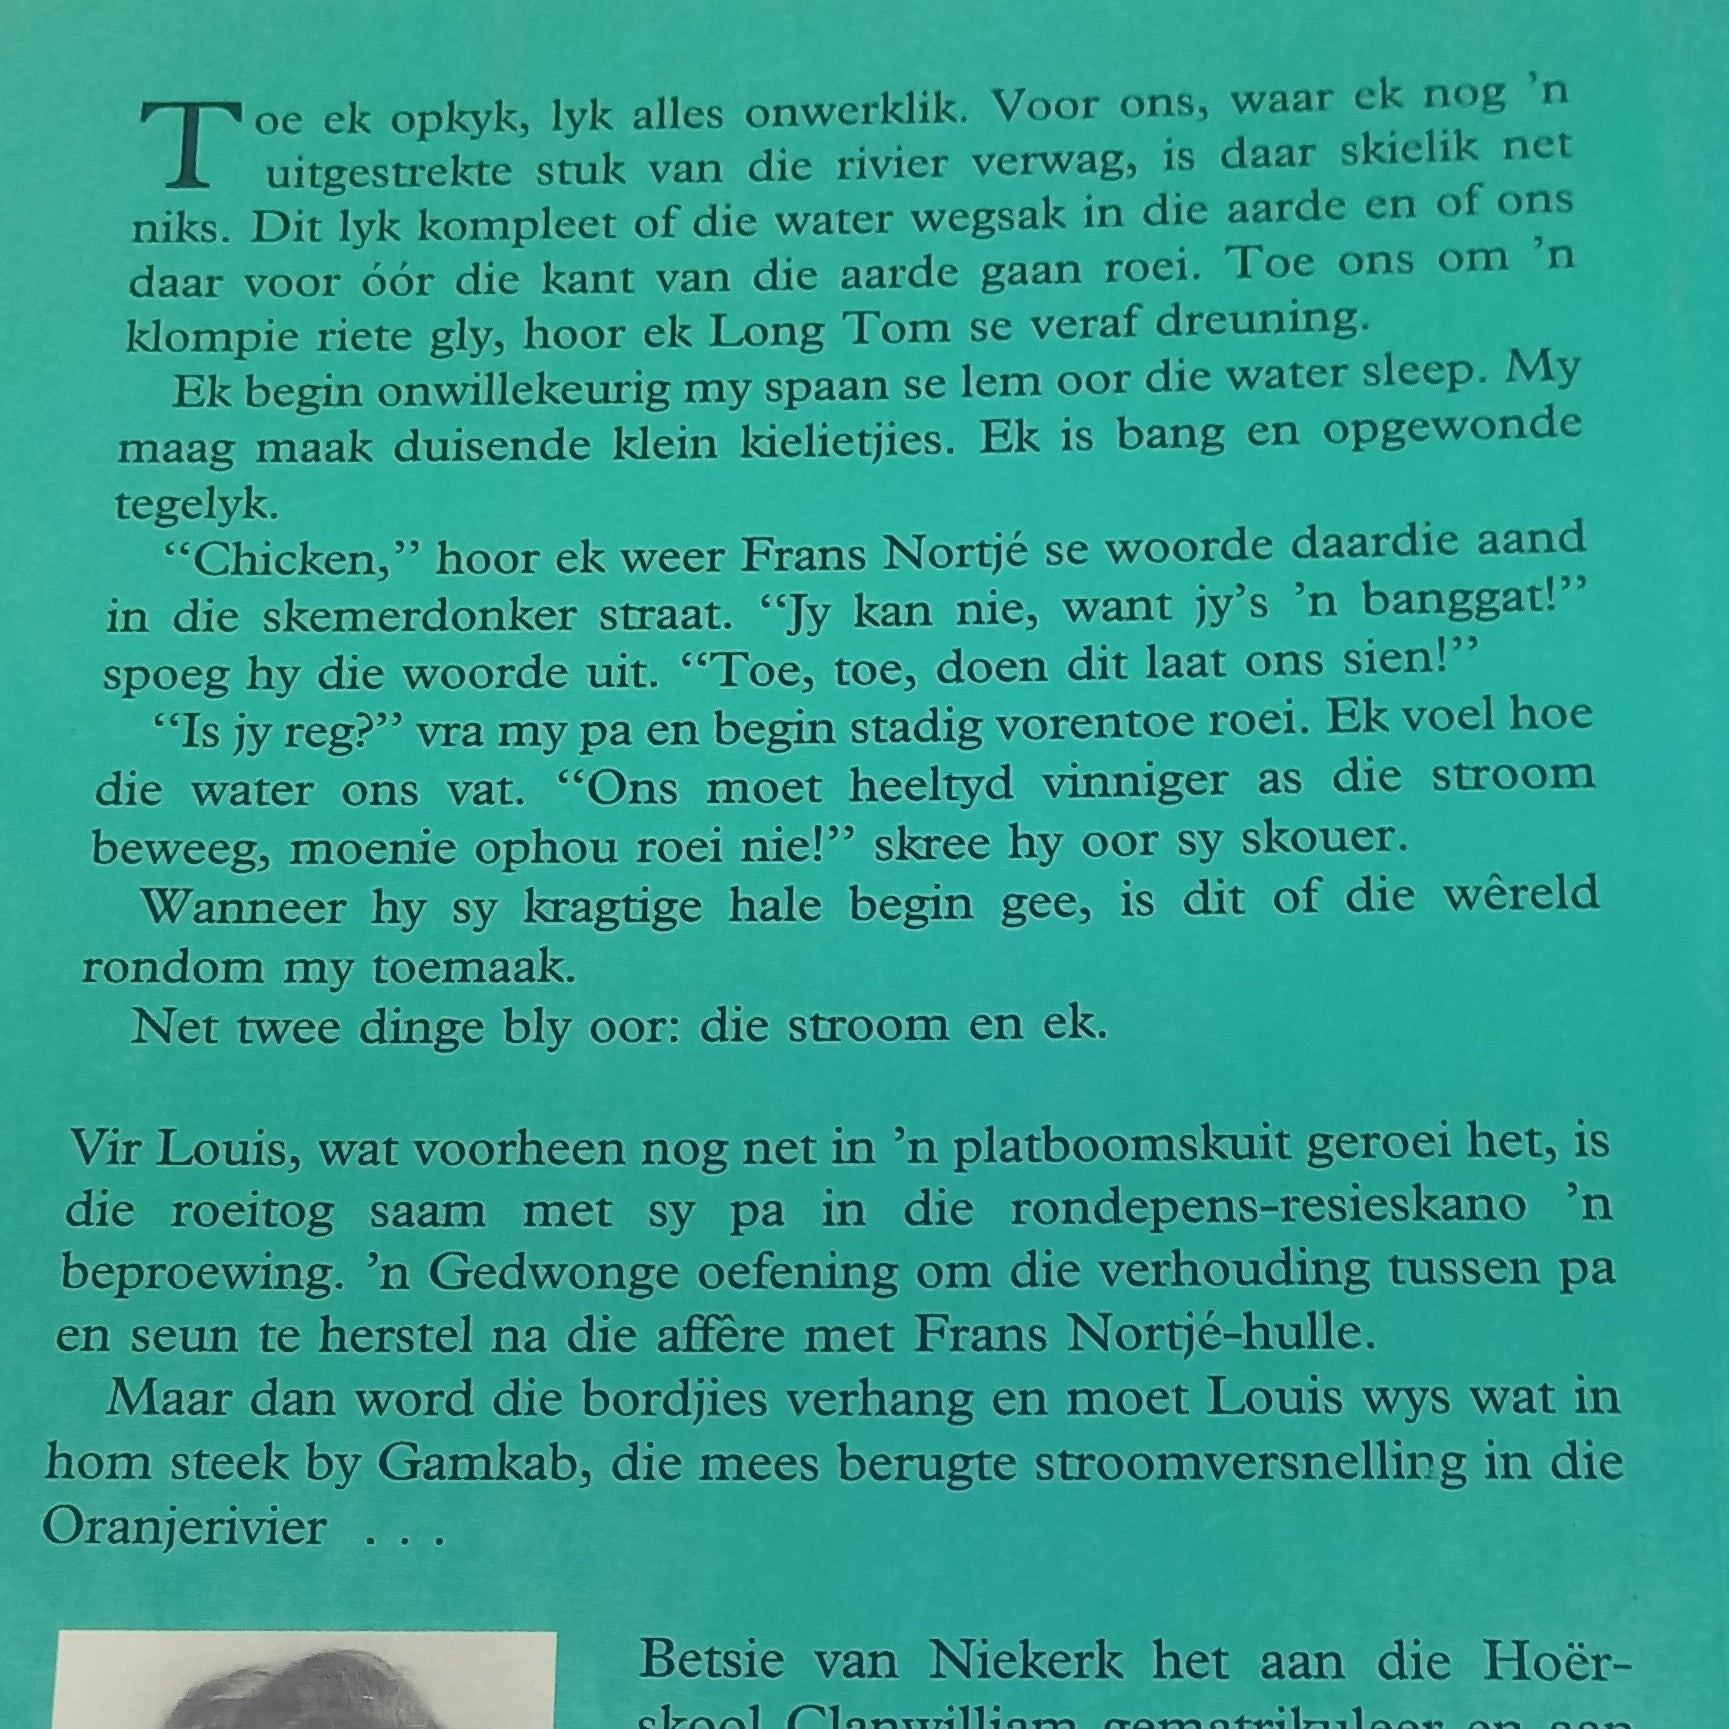 Toe ek opkyk, lyk alles onwerklik. Voor ons, waar ek nog 'n
uitgestrekte stuk van die rivier verwag, is daar skielik net
niks. Dit lyk kompleet of die water wegsak in die aarde en of ons
daar voor óór die kant van die aarde gaan roei. Toe ons om 'n
klompie riete gly, hoor ek Long Tom se veraf dreuning.
Ek begin onwillekeurig my spaan se lem oor die water sleep. My
maag maak duisende klein kielietjies. Ek is bang en opgewonde
tegelyk.
“Chicken,” hoor ek weer Frans Nortjé se woorde daardie aand
in die skemerdonker straat. “Jy kan nie, want jy's 'n banggat!”
spoeg hy die woorde uit. “Toe, toe, doen dit laat ons sien!”
“Is jy reg?” vra my pa en begin stadig vorentoe roei. Ek voel hoe
die water ons vat. “Ons moet heeltyd vinniger as die stroom
beweeg, moenie ophou roei nie!” skree hy oor sy skouer.
Wanneer hy sy kragtige hale begin gee, is dit of die wêreld
rondom my toemaak.
Net twee dinge bly oor: die stroom en ek.
Vir Louis, wat voorheen nog net in 'n platboomskuit geroei het, is
die roeitog saam met sy pa in die rondepens-resieskano 'n
beproewing. 'n Gedwonge oefening om die verhouding tussen pa
en seun te herstel na die affêre met Frans Nortjé-hulle.
Maar dan word die bordjies verhang en moet Louis wys wat in
hom steek by Gamkab, die mees berugte stroomversnelling in die
Oranjerivier . . .
Betsie van Niekerk het aan die Hoër-
skool Clanwilliam gematrikuleer en aan